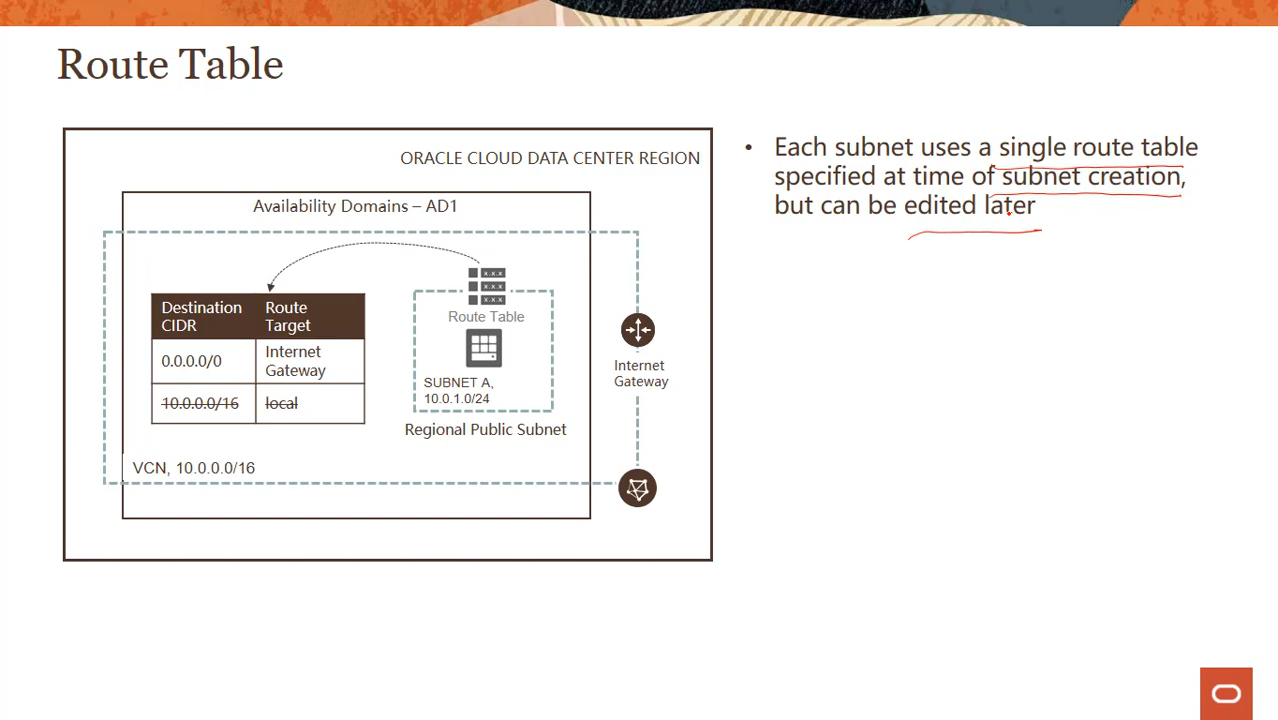 Route Table
ORACLE CLOUD DATA CENTER REGION
Availability Domains – AD1
Destination CIDR
Route Target
0.0.0.0/0
Internet Gateway
10.0.0.0/16
local
x.x.x
x.x.x
x.x.x
Route Table
SUBNET A,
10.0.1.0/24
Regional Public Subnet
Internet
Gateway
VCN, 10.0.0.0/16
• Each subnet uses a single route table
specified at time of subnet creation,
but can be edited later